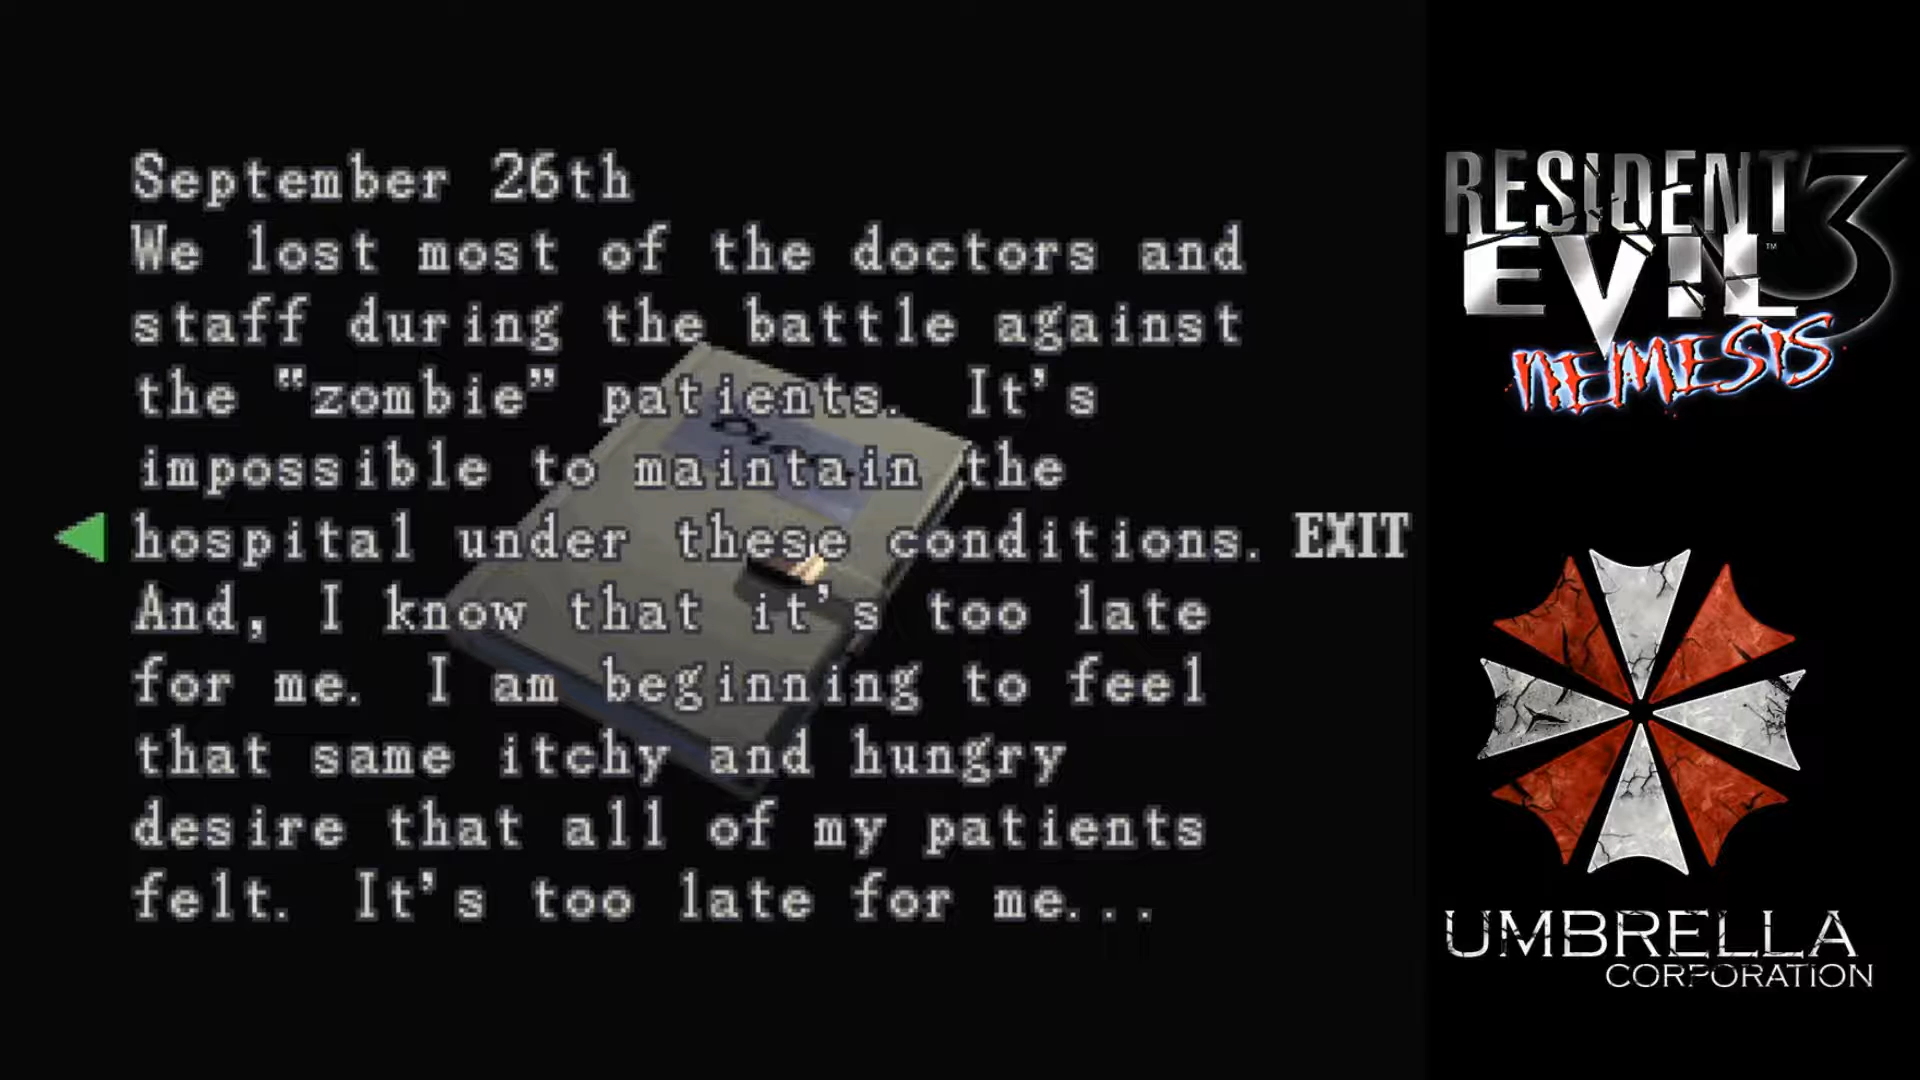 September 26th
We lost most of the doctors and
staff during the battle against
the "zombie" patients. It's
impossible to maintain the
hospital under these conditions.
And, I know that it's too late
for me. I am beginning to feel
that same itchy and hungry
desire that all of my patients
felt. It's too late for me...
EXIT
RESIDENT
EVIL 3
™
NEMESIS
UMBRELLA
CORPORATION